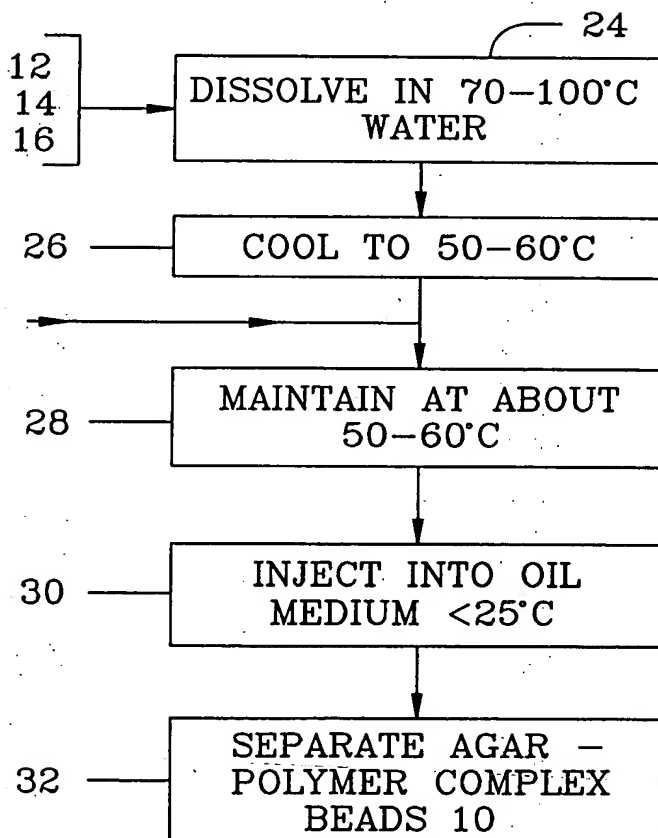 24
12
14
16
DISSOLVE IN 70-100°C
WATER
26
COOL TO 50-60°C
28
MAINTAIN AT ABOUT
50-60°C
30
INJECT INTO OIL
MEDIUM <25°C
32
SEPARATE AGAR -
POLYMER COMPLEX
BEADS 10